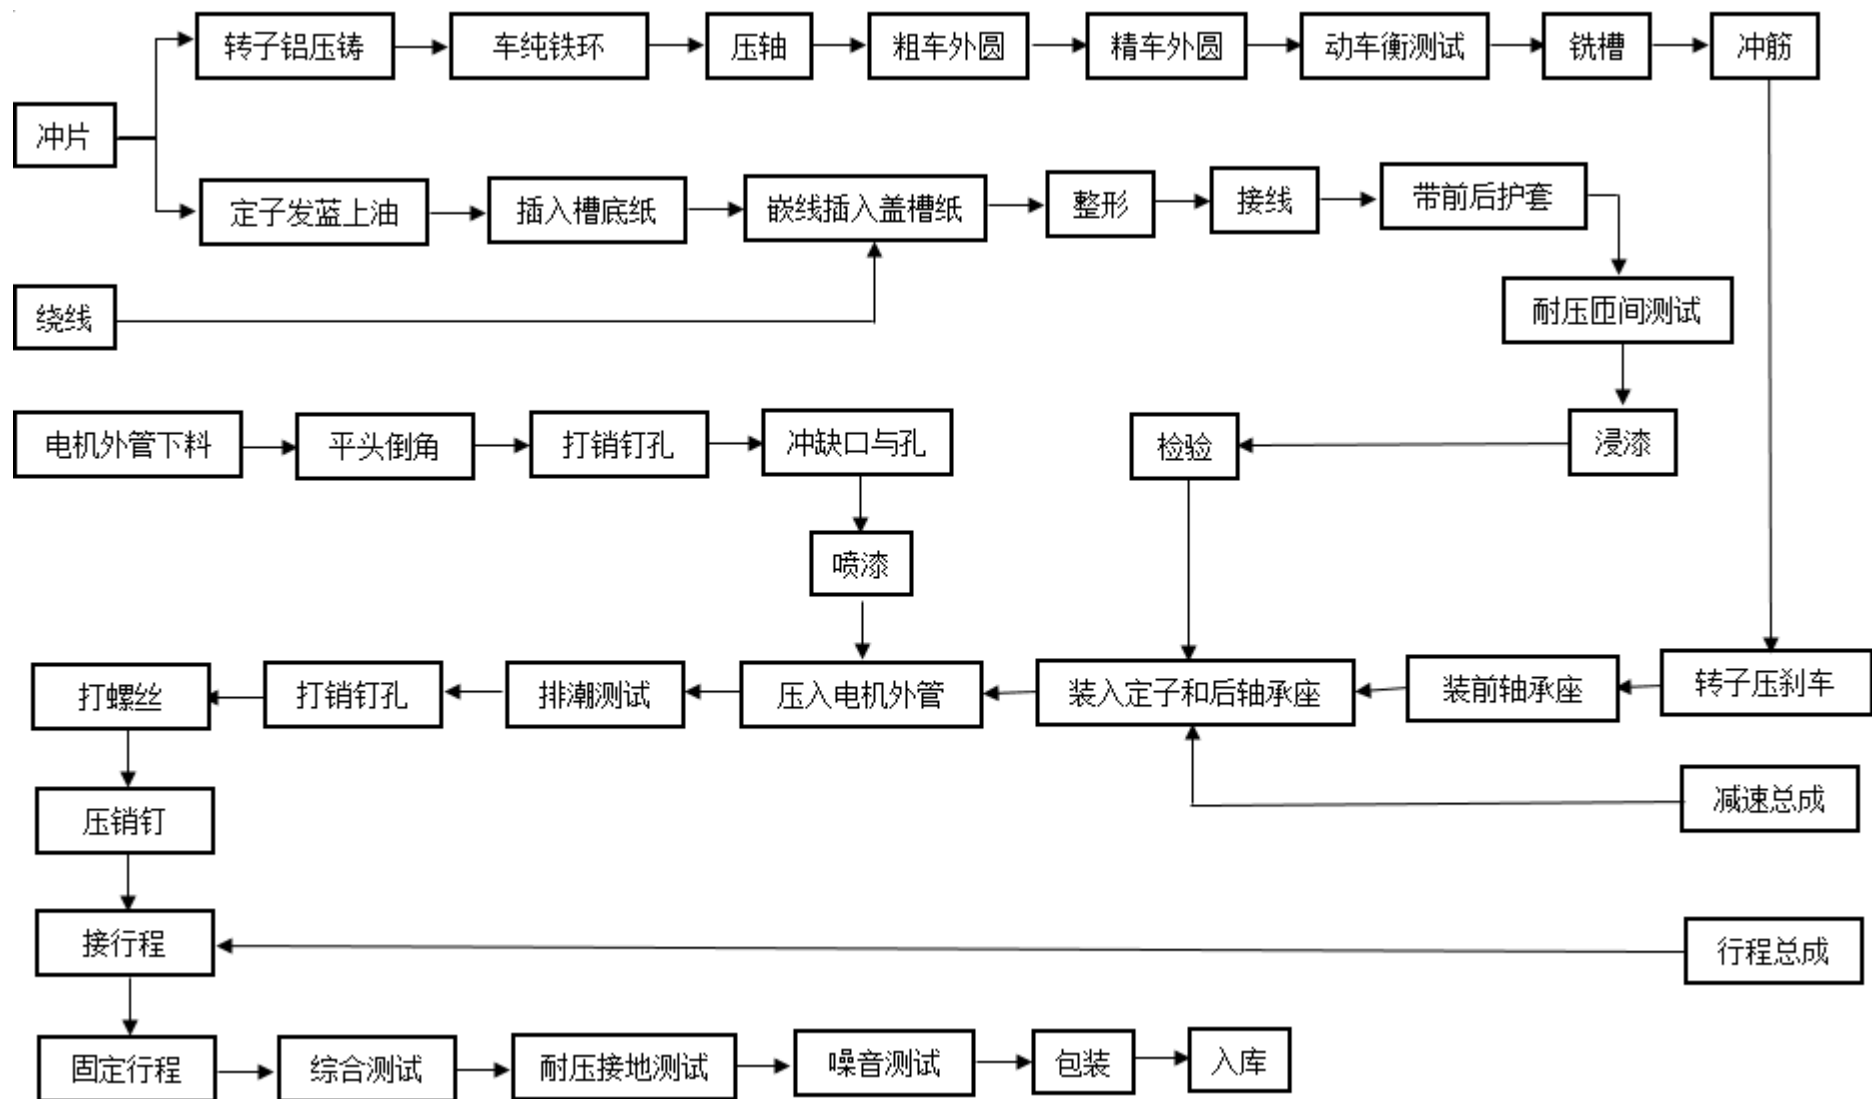 转子铝压铸
车纯铁环
压轴
粗车外圆
精车外圆
动车衡测试
铣槽
冲筋
冲片
定子发蓝上油
插入槽底纸
嵌线插入盖槽纸
整形
接线
带前后护套
绕线
耐压匝间测试
电机外管下料
平头倒角
打销钉孔
冲缺口与孔
检验
浸漆
喷漆
打螺丝
打销钉孔
排潮测试
压入电机外管
装入定子和后轴承座
装前轴承座
转子压刹车
压销钉
减速总成
接行程
行程总成
固定行程
综合测试
耐压接地测试
噪音测试
包装
入库